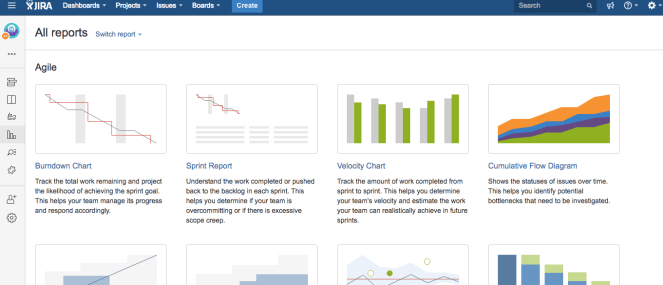 JIRA Dashboards Projects Issues Boards Create Search
All reports Switch report
Agile
Burndown Chart
Track the total work remaining and project
the likelihood of achieving the sprint goal.
This helps your team manage its progress
and respond accordingly.
Sprint Report
Understand the work completed or pushed
back to the backlog in each sprint. This
helps you determine if your team is
overcommitting or if there is excessive
scope creep.
Velocity Chart
Track the amount of work completed from
sprint to sprint. This helps you determine
your team's velocity and estimate the work
your team can realistically achieve in future
sprints.
Cumulative Flow Diagram
Shows the statuses of issues over time.
This helps you identify potential
bottlenecks that need to be investigated.